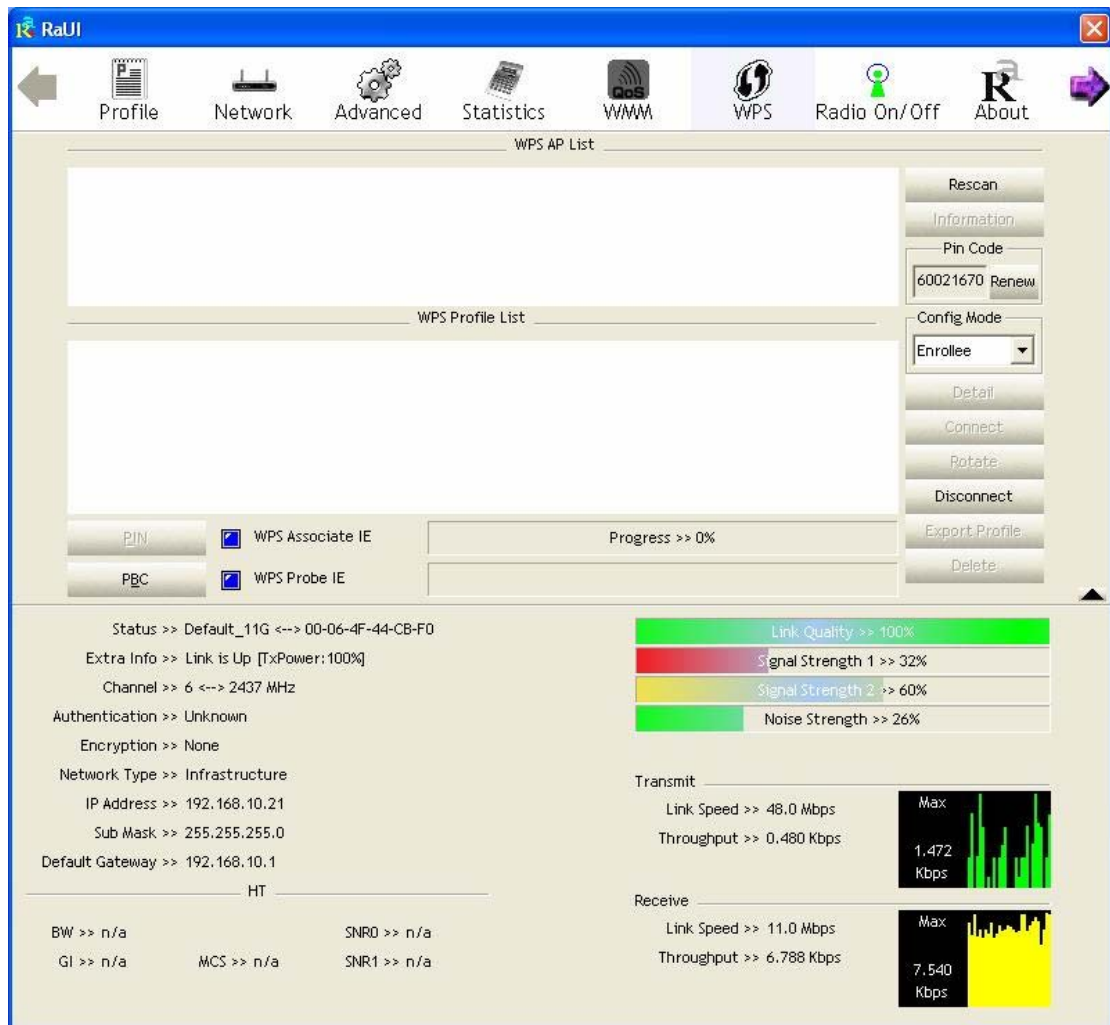 RaUI
Profile Network Advanced Statistics QoS WMM WPS Radio On/Off About
WPS AP List
Rescan
Information
Pin Code
60021670 Renew
WPS Profile List
Config Mode
Enrollee
Detail
Connect
Rotate
Disconnect
Export Profile
Delete
PIN WPS Associate IE Progress >> 0%
PBC WPS Probe IE
Status >> Default_11G <--> 00-06-4F-44-CB-F0
Extra Info >> Link is Up [TxPower:100%]
Channel >> 6 <--> 2437 MHz
Authentication >> Unknown
Encryption >> None
Network Type >> Infrastructure
IP Address >> 192.168.10.21
Sub Mask >> 255.255.255.0
Default Gateway >> 192.168.10.1
HT
BW >> n/a SNR0 >> n/a
GI >> n/a MCS >> n/a SNR1 >> n/a
Link Quality >> 100%
Signal Strength 1 >> 32%
Signal Strength 2 >> 60%
Noise Strength >> 26%
Transmit
Link Speed >> 48.0 Mbps
Throughput >> 0.480 Kbps
Max
1.472
Kbps
Receive
Link Speed >> 11.0 Mbps
Throughput >> 6.788 Kbps
Max
7.540
Kbps